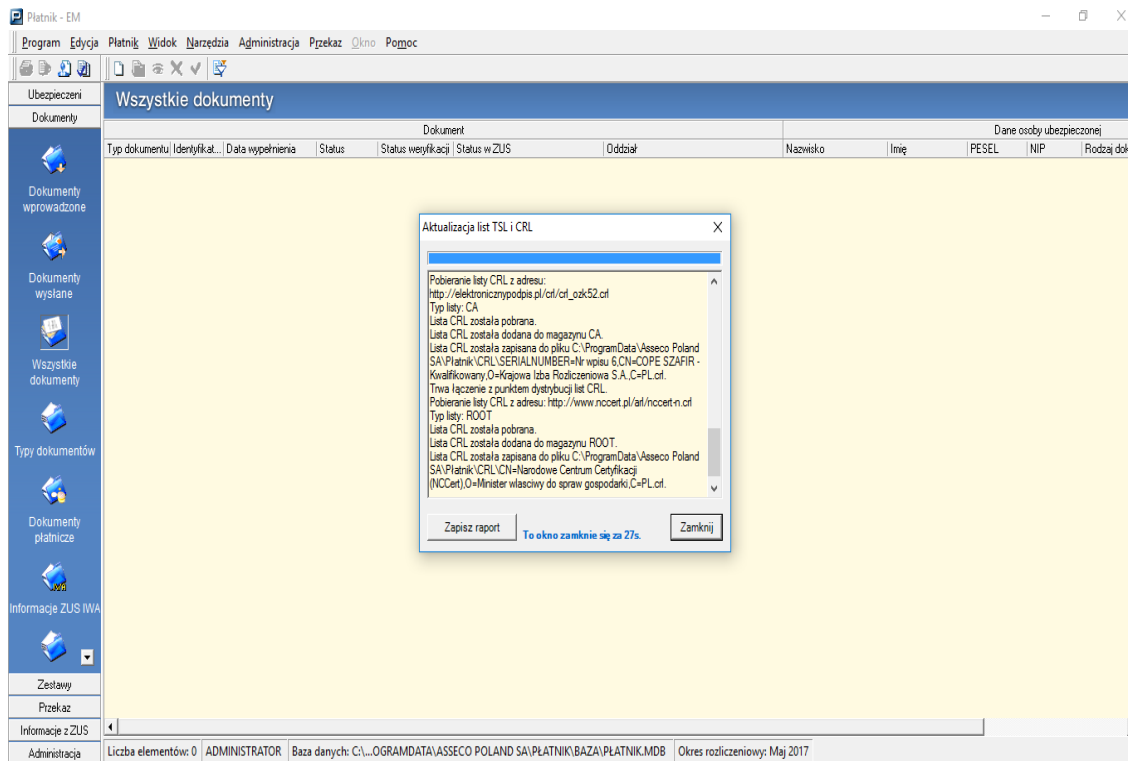 Płatnik - EM
Program Edycja Płatnik Widok Narzędzia Administracja Przekaz Okno Pomoc
Ubezpieczeni
Dokumenty
Dokumenty
wprowadzone
Dokumenty
wysłane
Wszystkie
dokumenty
Typy dokumentów
Dokumenty
płatnicze
Informacje ZUS IWA
Zestawy
Przekaz
Informacje z ZUS
Administracja
Wszystkie dokumenty
Dokument
Dane osoby ubezpieczonej
Typ dokumentu Identyfikat... Data wypełnienia Status Status weryfikacji Status w ZUS Oddział Nazwisko Imię PESEL NIP Rodzaj dok
Aktualizacja list TSL i CRL
Pobieranie listy CRL z adresu:
http://elektronicznypodpis.pl/crl/crl_ozk52.crl
Typ listy: CA
Lista CRL została pobrana.
Lista CRL została dodana do magazynu CA.
Lista CRL została zapisana do pliku C:\ProgramData\Asseco Poland
SA\Płatnik\CRL\SERIALNUMBER=Nr wpisu 6,CN=COPE SZAFIR -
Kwalifikowany,O=Krajowa Izba Rozliczeniowa S.A.,C=PL.crl.
Trwa łączenie z punktem dystrybucji list CRL.
Pobieranie listy CRL z adresu: http://www.nccert.pl/arl/nccert-n.crl
Typ listy: ROOT
Lista CRL została pobrana.
Lista CRL została dodana do magazynu ROOT.
Lista CRL została zapisana do pliku C:\ProgramData\Asseco Poland
SA\Płatnik\CRL\CN=Narodowe Centrum Certyfikacji
(NCCert),O=Minister wlasciwy do spraw gospodarki,C=PL.crl.
Zapisz raport
To okno zamknie się za 27s.
Zamknij
Liczba elementów: 0 ADMINISTRATOR Baza danych: C:\...OGRAMDATA\ASSECO POLAND SA\PŁATNIK\BAZA\PŁATNIK.MDB Okres rozliczeniowy: Maj 2017